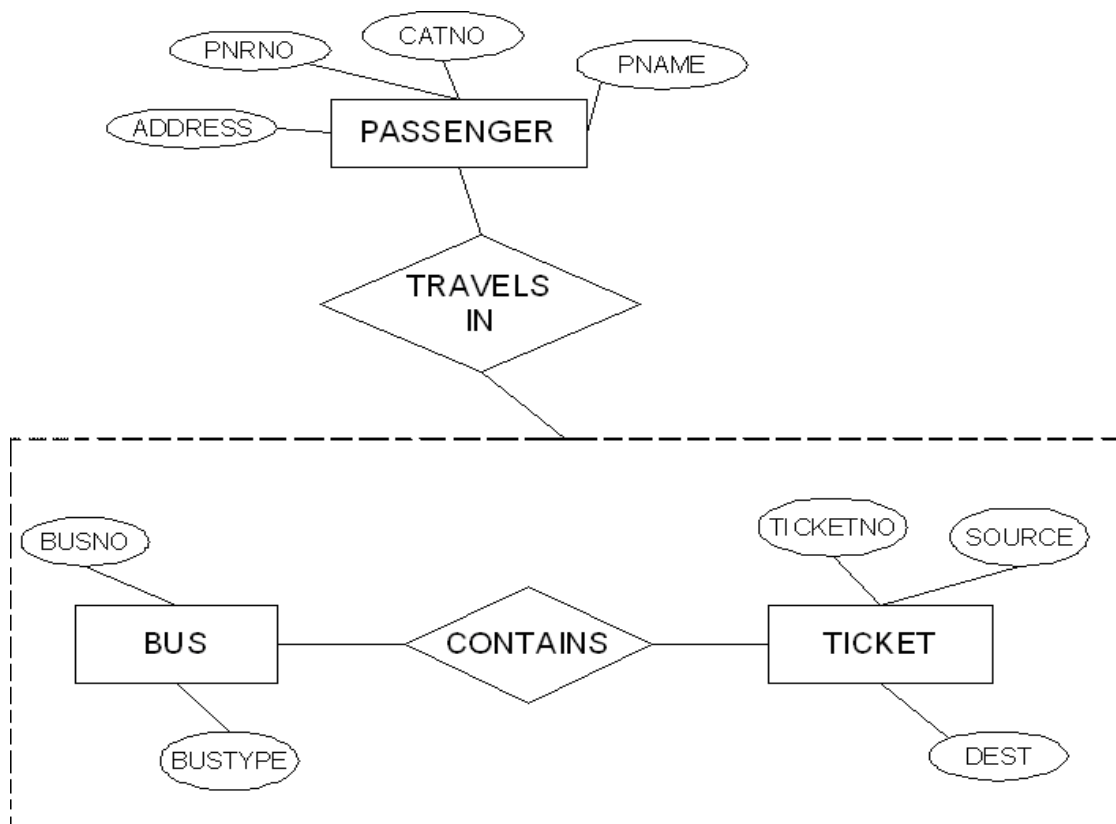 CATNO
PNRNO
PNAME
ADDRESS
PASSENGER
TRAVELS
IN
TICKETNO
SOURCE
BUSNO
BUS
CONTAINS
TICKET
BUSTYPE
DEST